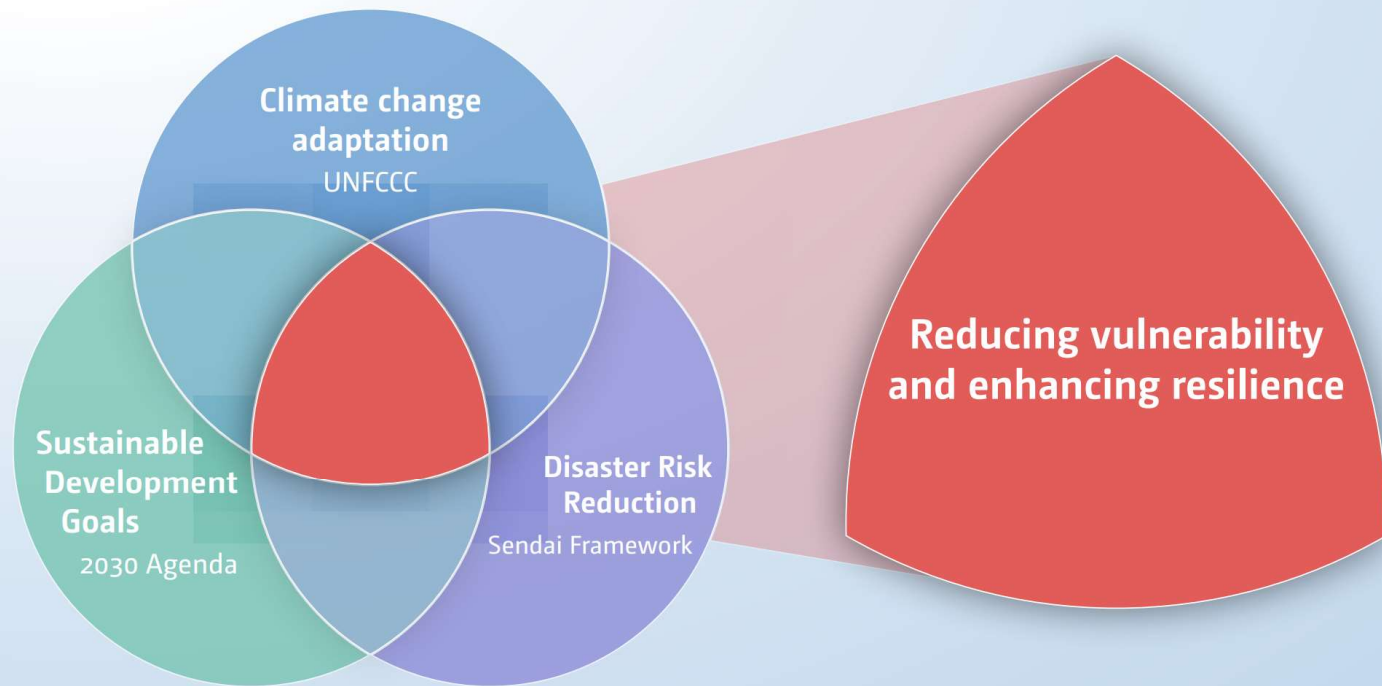 Climate change
adaptation
UNFCCC
Sustainable
Development
Goals
2030 Agenda
Disaster Risk
Reduction
Sendai Framework
Reducing vulnerability
and enhancing resilience